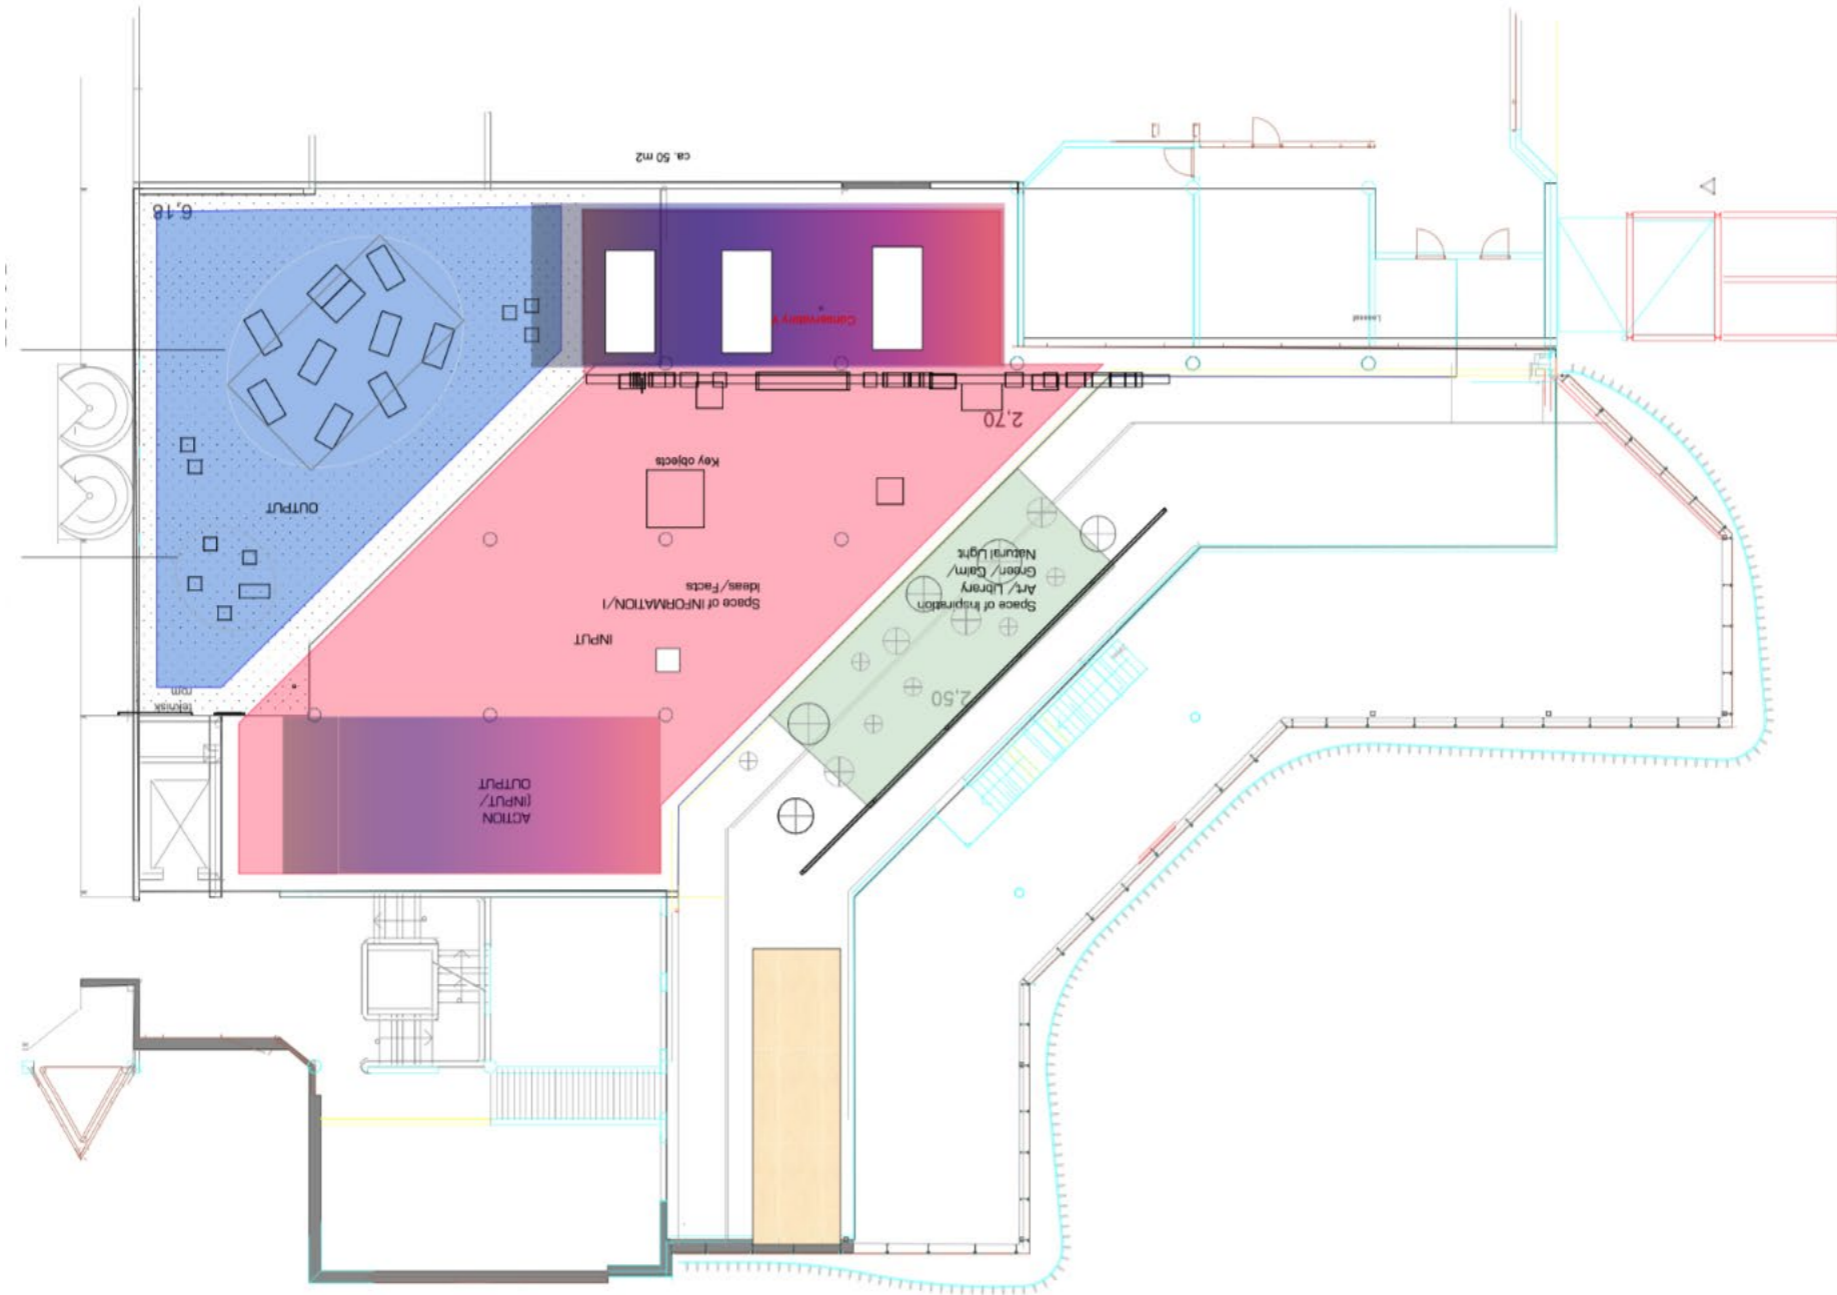 ca. 50 m2
6,18
Conservatory
2,70
Key objects
OUTPUT
Space of Inspiration
Art/ Library
Green/ Calm/
Natural Light
Space of INFORMATION/I
Ideas/Facts
INPUT
2,50
teknisk
rom
ACTION
(INPUT/
OUTPUT